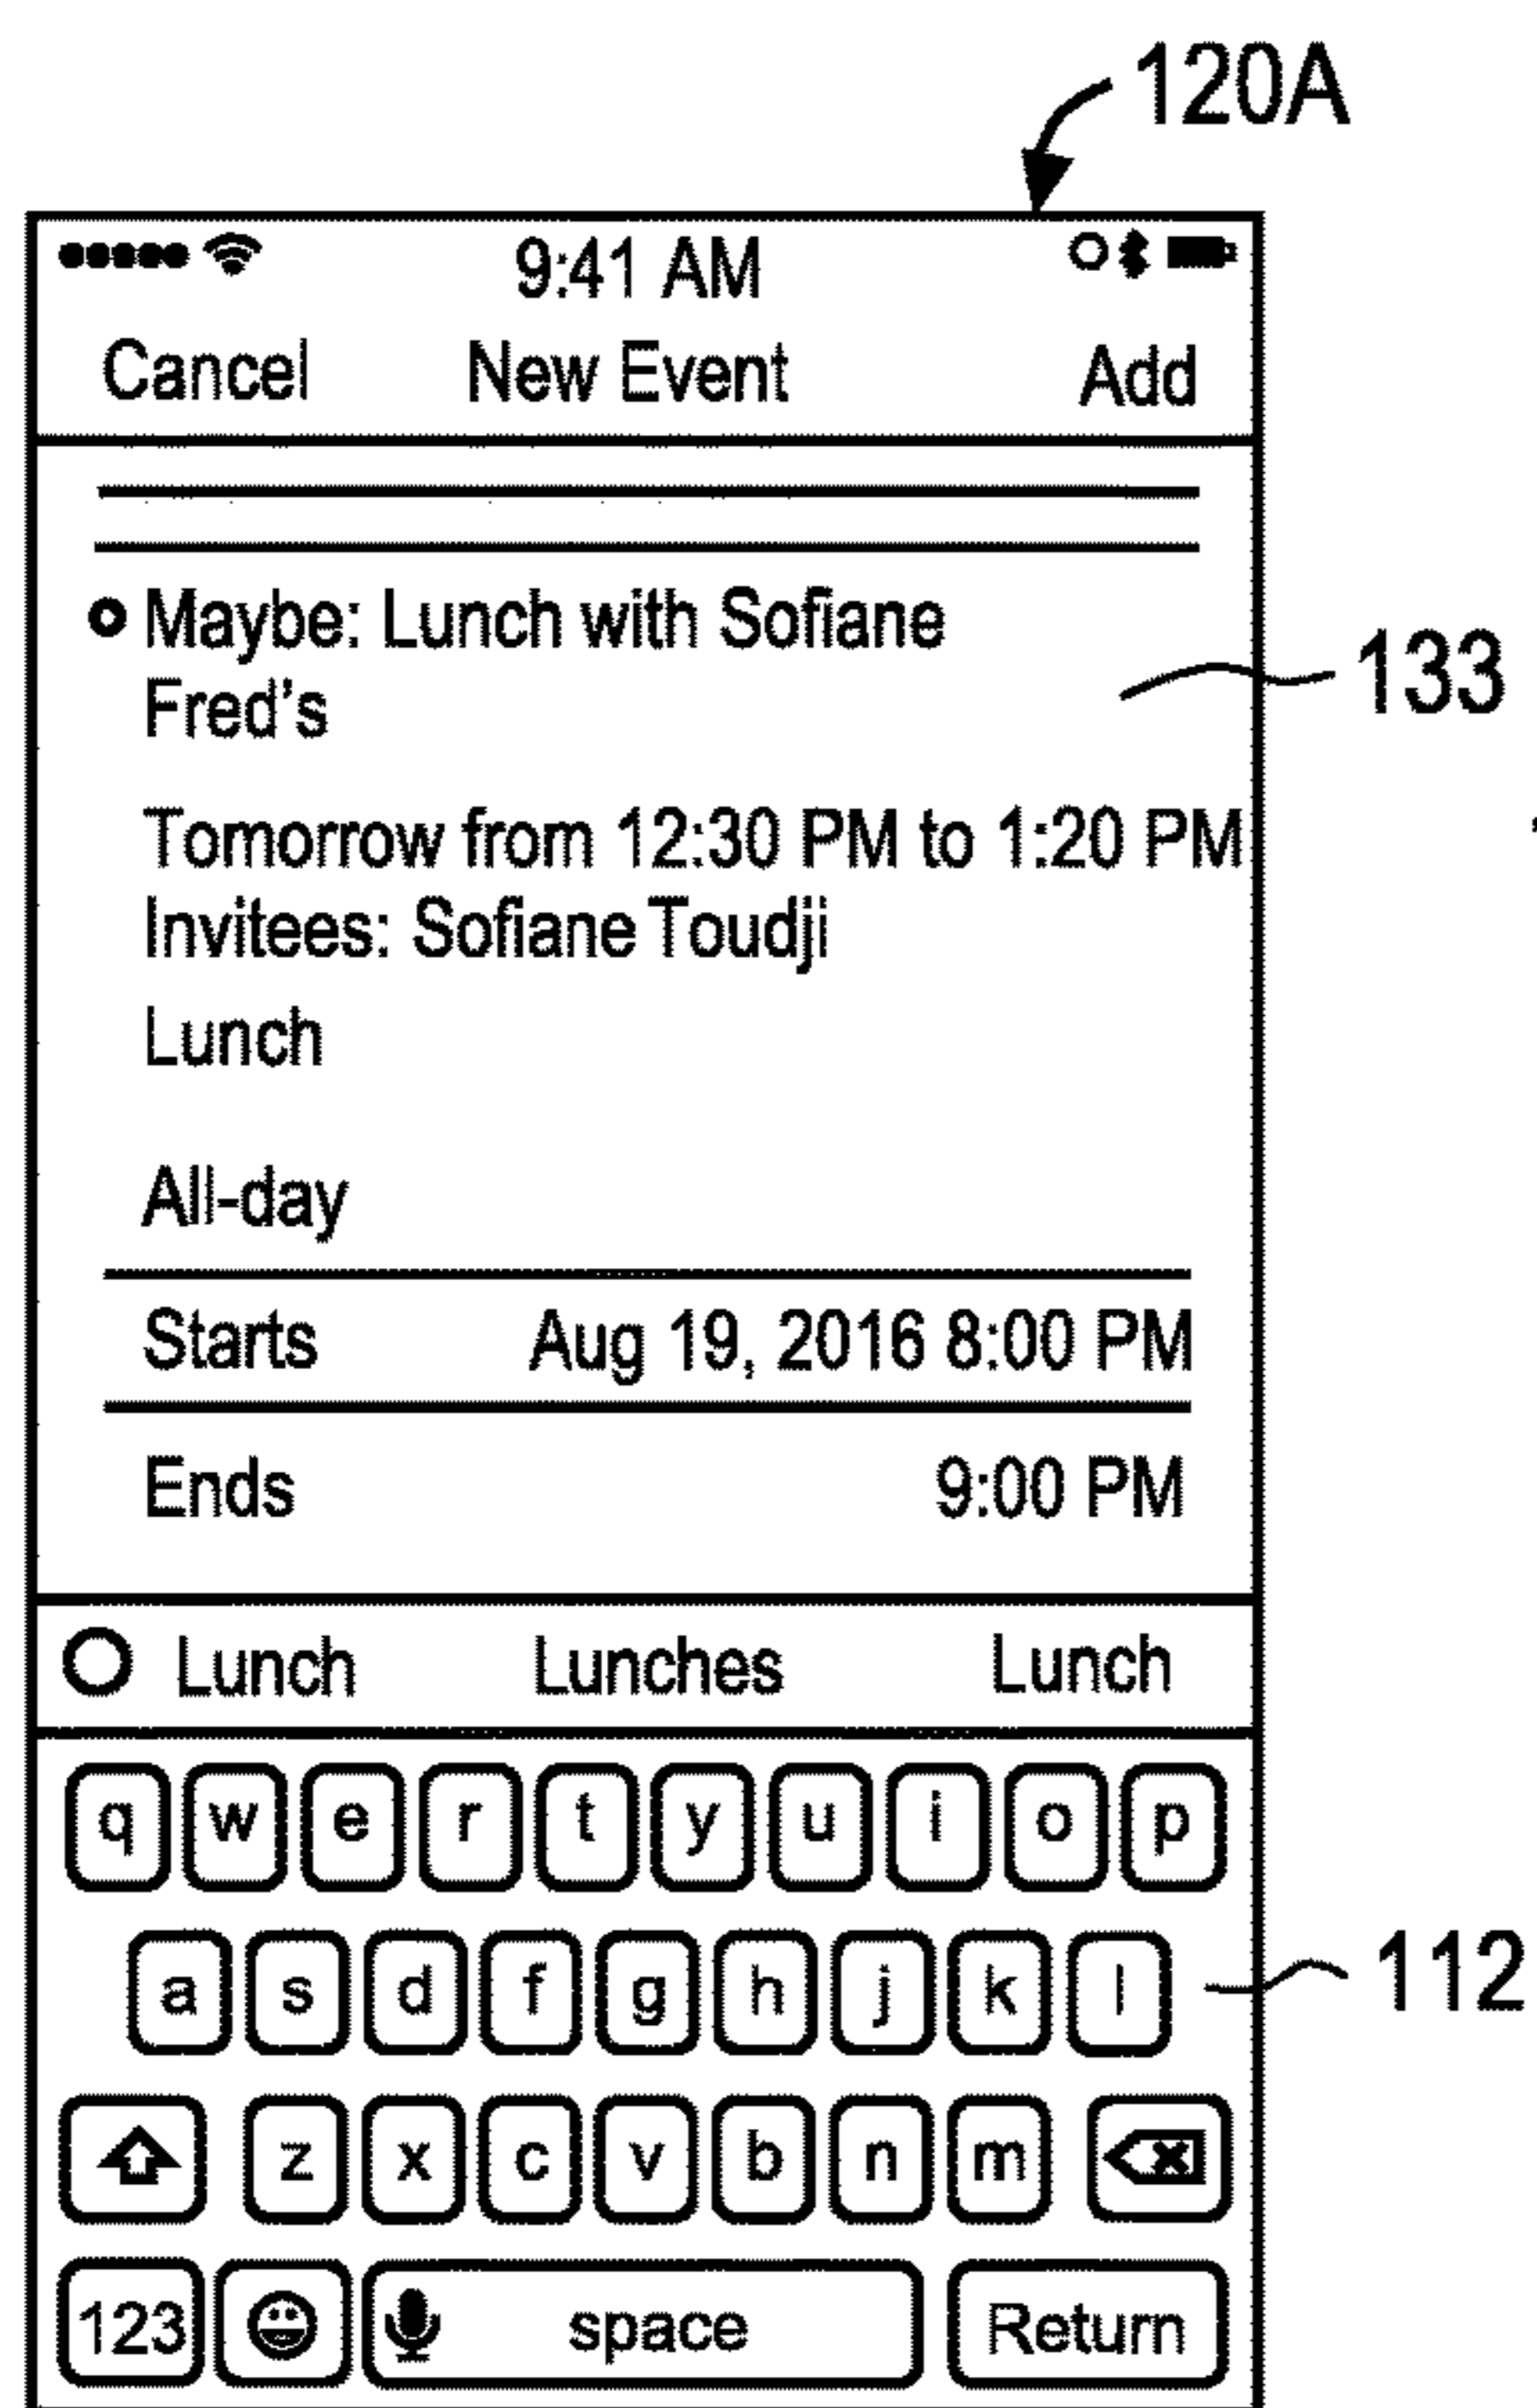 120A
9:41 AM
Cancel New Event Add
Maybe: Lunch with Sofiane
133
Fred's
Tomorrow from 12:30 PM to 1:20 PM
Invitees: Sofiane Toudji
Lunch
All-day
Starts Aug 19, 2016 8:00 PM
Ends 9:00 PM
Lunch Lunches Lunch
q w e r t y u i o p
a s d f g h j k l
112
z x c v b n m
123 space Return